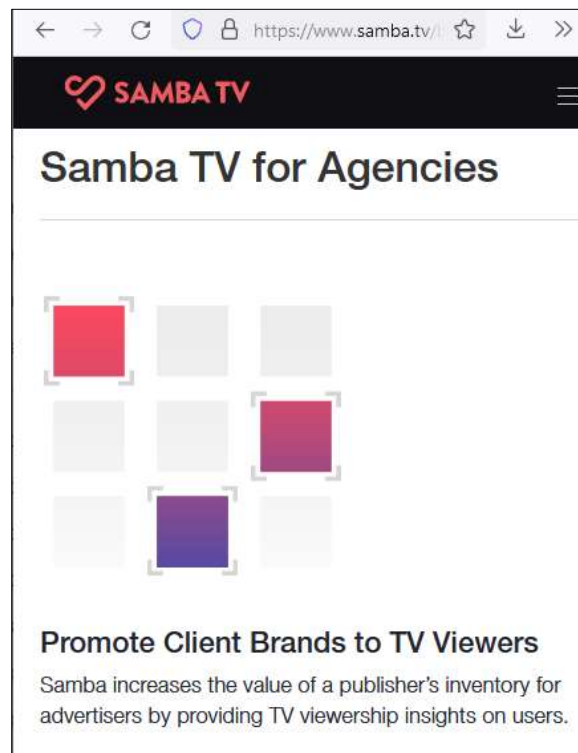 https://www.samba.tv/
SAMBA TV
Samba TV for Agencies
Promote Client Brands to TV Viewers
Samba increases the value of a publisher's inventory for
advertisers by providing TV viewership insights on users.